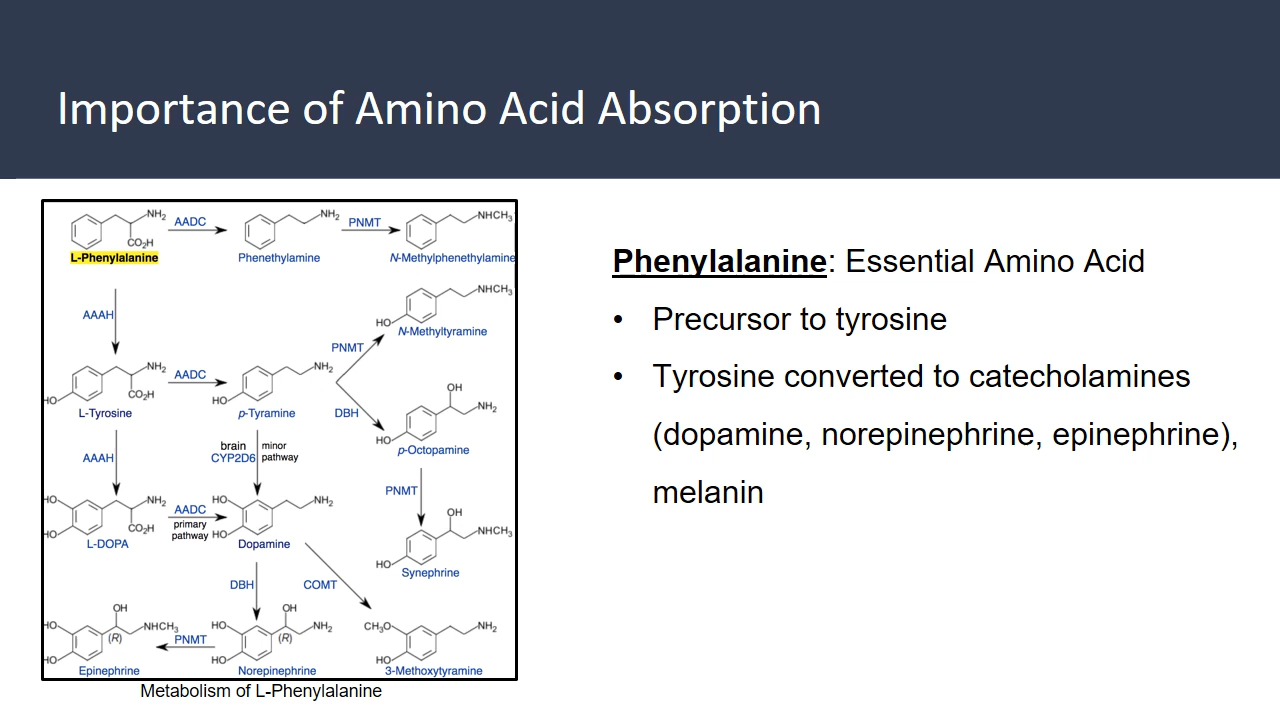 Importance of Amino Acid Absorption
NH₂ AADC NH₂ PNMT NHCH₃
CO₂H
L-Phenylalanine Phenethylamine N-Methylphenethylamine
NHCH₃
AAAH HO
N-Methyltyramine
PNMT
NH₂ AADC NH₂
HO CO₂H HO OH
L-Tyrosine p-Tyramine DBH NH₂
HO
brain minor p-Octopamine
AAAH CYP2D6 pathway
PNMT
HO NH₂ AADC HO NH₂
OH
HO CO₂H primary HO NHCH₃
L-DOPA pathway Dopamine
HO
Synephrine
DBH COMT
OH OH
HO NHCH₃ HO NH₂ CH₃O NH₂
(R) PNMT (R)
HO HO HO
Epinephrine Norepinephrine 3-Methoxytyramine
Metabolism of L-Phenylalanine
Phenylalanine: Essential Amino Acid
• Precursor to tyrosine
• Tyrosine converted to catecholamines
(dopamine, norepinephrine, epinephrine),
melanin